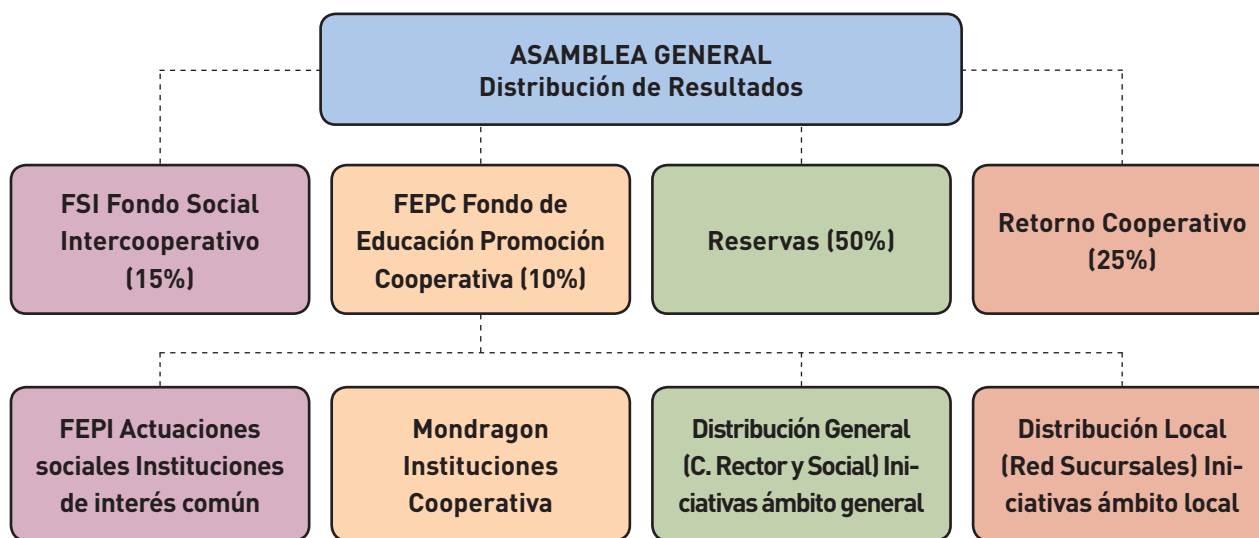 ASAMBLEA GENERAL
Distribución de Resultados
FSI Fondo Social
Intercooperativo
(15%)
FEPC Fondo de
Educación Promoción
Cooperativa (10%)
Reservas (50%)
Retorno Cooperativo
(25%)
FEPI Actuaciones
sociales Instituciones
de interés común
Mondragon
Instituciones
Cooperativa
Distribución General
(C. Rector y Social) Ini-
ciativas ámbito general
Distribución Local
(Red Sucursales) Ini-
ciativas ámbito local